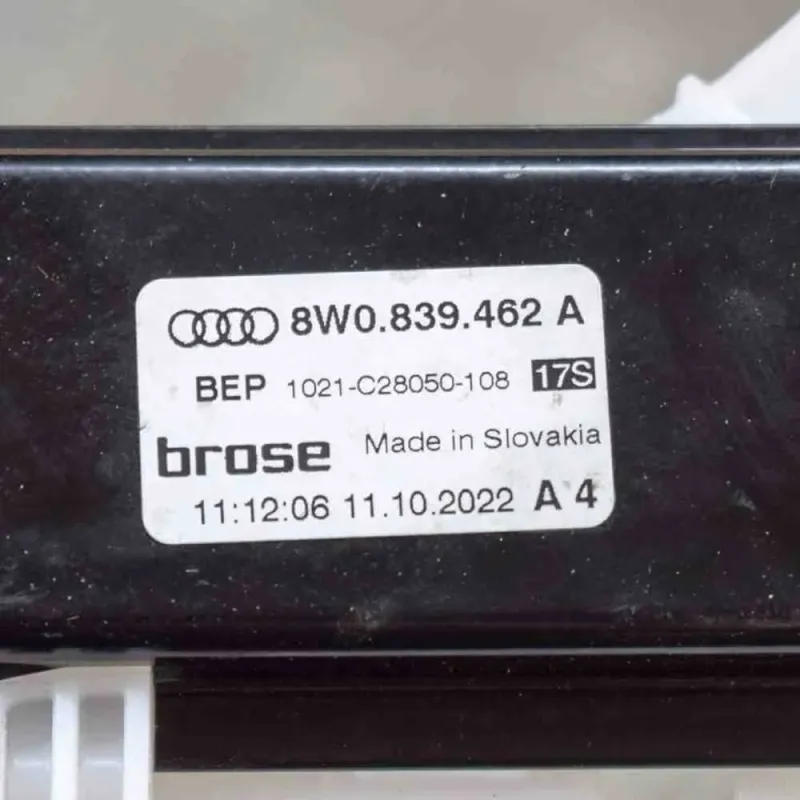 8W0.839.462 A
BEP 1021-C28050-108 17S
brose Made in Slovakia
11:12:06 11.10.2022 A 4